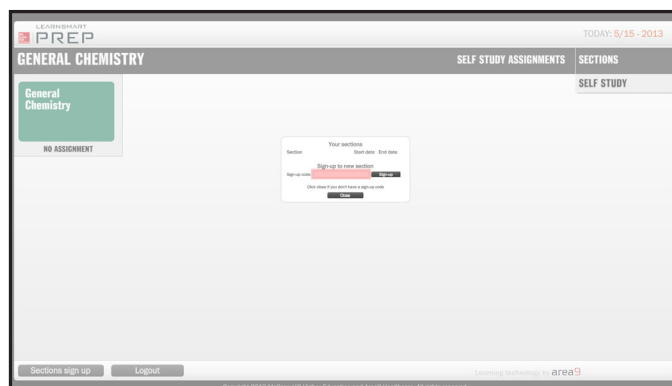 LEARNSMART
PREP
TODAY: 5/15 - 2013
GENERAL CHEMISTRY
SELF STUDY ASSIGNMENTS
SECTIONS
SELF STUDY
General
Chemistry
NO ASSIGNMENT
Your sections
Section Start date End date
Sign-up to new section
Sign-up code Sign-up
Click close if you don't have a sign-up code
Close
Sections sign up
Logout
Learning technology by area9